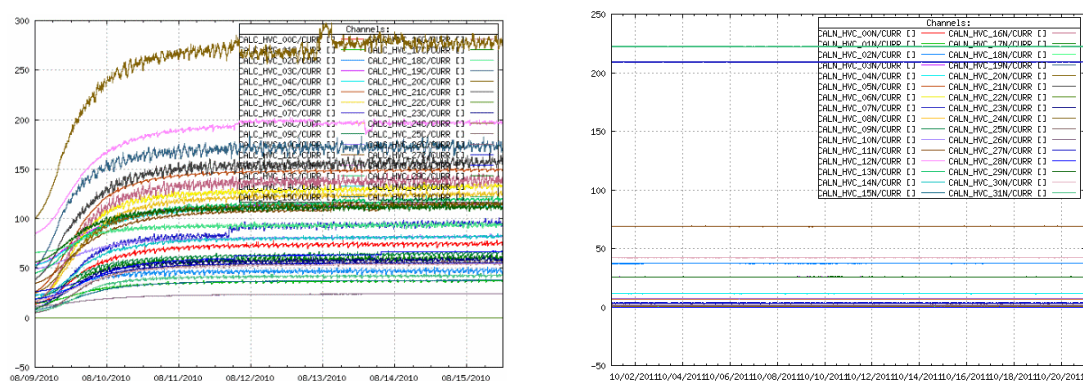 300
250
200
150
100
50
0
-50
08/09/2010 08/10/2010 08/11/2010 08/12/2010 08/13/2010 08/14/2010 08/15/2010
Channels:
CALC_HVC_00C/CURR []
CALC_HVC_02C/CURR [] CALC_HVC_18C/CURR []
CALC_HVC_03C/CURR [] CALC_HVC_19C/CURR []
CALC_HVC_04C/CURR [] CALC_HVC_20C/CURR []
CALC_HVC_05C/CURR [] CALC_HVC_21C/CURR []
CALC_HVC_06C/CURR [] CALC_HVC_22C/CURR []
CALC_HVC_07C/CURR [] CALC_HVC_23C/CURR []
CALC_HVC_24C/CURR []
CALC_HVC_09C/CURR [] CALC_HVC_25C/CURR []
250
200
150
100
50
0
-50
10/02/2011 10/04/2011 10/06/2011 10/08/2011 10/10/2011 10/12/2011 10/14/2011 10/16/2011 10/18/2011 10/20/2011
Channels:
CALN_HVC_00N/CURR [] CALN_HVC_16N/CURR []
CALN_HVC_01N/CURR [] CALN_HVC_17N/CURR []
CALN_HVC_02N/CURR [] CALN_HVC_18N/CURR []
CALN_HVC_03N/CURR [] CALN_HVC_19N/CURR []
CALN_HVC_04N/CURR [] CALN_HVC_20N/CURR []
CALN_HVC_05N/CURR [] CALN_HVC_21N/CURR []
CALN_HVC_06N/CURR [] CALN_HVC_22N/CURR []
CALN_HVC_07N/CURR [] CALN_HVC_23N/CURR []
CALN_HVC_08N/CURR [] CALN_HVC_24N/CURR []
CALN_HVC_09N/CURR [] CALN_HVC_25N/CURR []
CALN_HVC_10N/CURR [] CALN_HVC_26N/CURR []
CALN_HVC_11N/CURR [] CALN_HVC_27N/CURR []
CALN_HVC_12N/CURR [] CALN_HVC_28N/CURR []
CALN_HVC_13N/CURR [] CALN_HVC_29N/CURR []
CALN_HVC_14N/CURR [] CALN_HVC_30N/CURR []
CALN_HVC_15N/CURR [] CALN_HVC_31N/CURR []